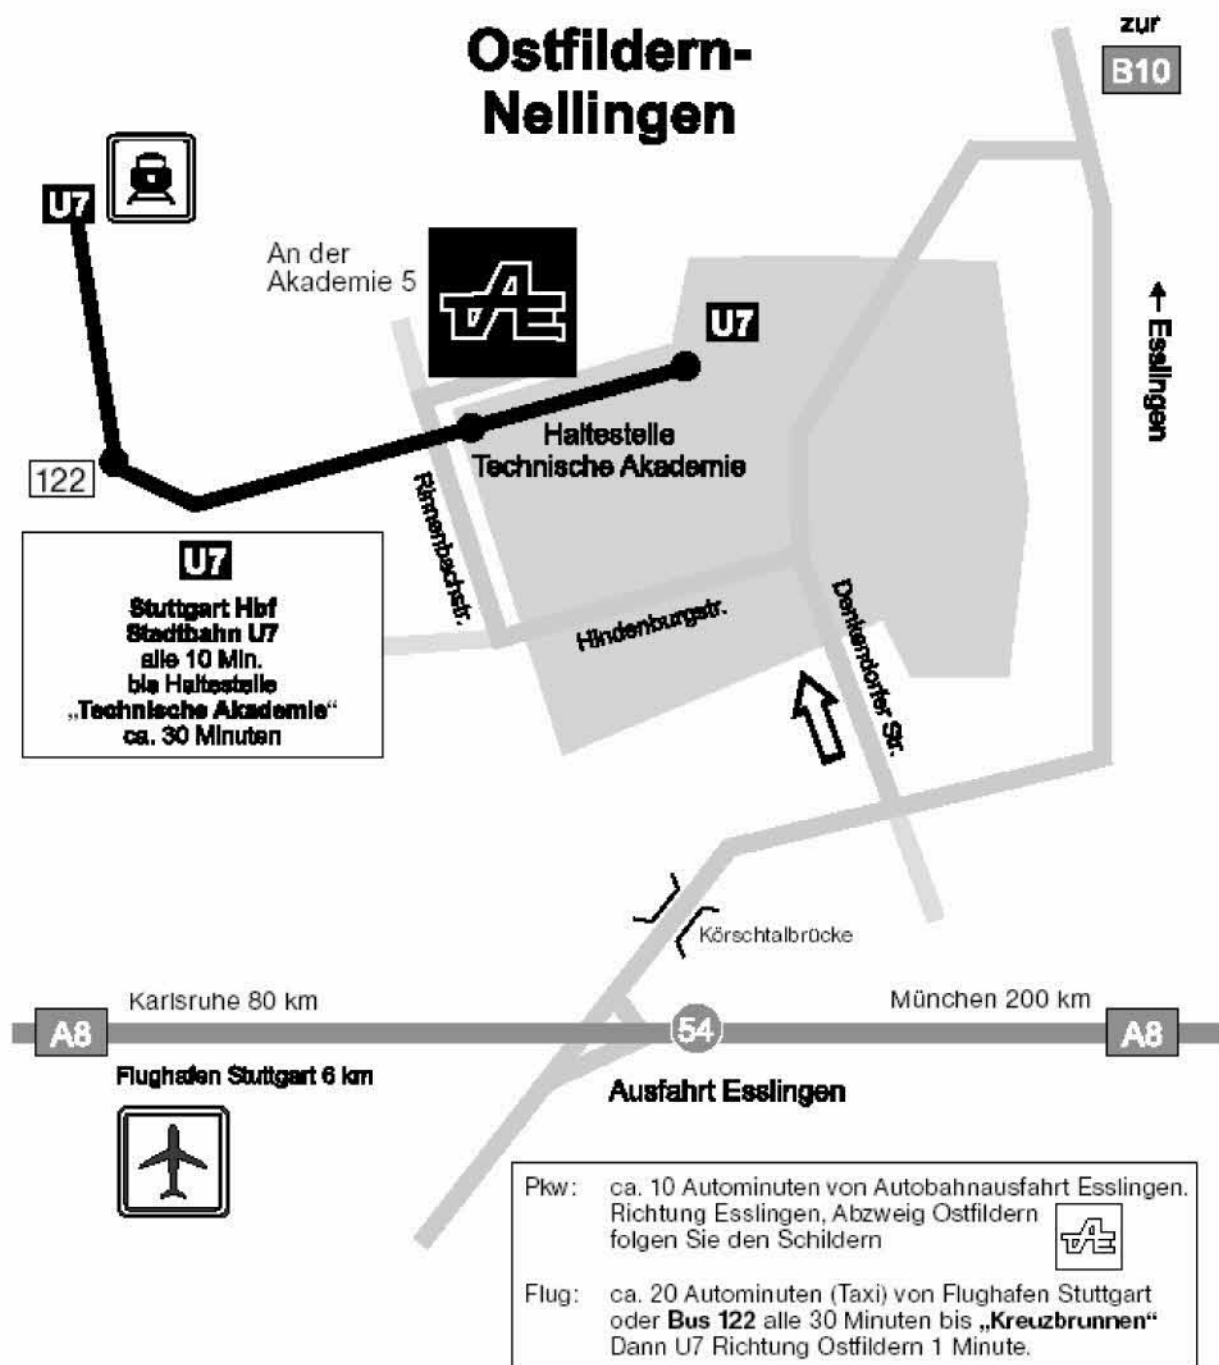 zur
B10
Ostfildern-
Nellingen
U7
An der
Akademie 5
TAE
U7
← Esslingen
Haltestelle
Technische Akademie
122
Rinnenbachstr.
U7
Stuttgart Hbf
Stadtbahn U7
alle 10 Min.
bis Haltestelle
„Technische Akademie“
ca. 30 Minuten
Hindenburgstr.
Denkendorfer Str.
Körschtalbrücke
Karlsruhe 80 km
München 200 km
A8
54
A8
Flughafen Stuttgart 6 km
Ausfahrt Esslingen
Pkw: ca. 10 Autominuten von Autobahnausfahrt Esslingen.
Richtung Esslingen, Abzweig Ostfildern
folgen Sie den Schildern
TAE
Flug: ca. 20 Autominuten (Taxi) von Flughafen Stuttgart
oder Bus 122 alle 30 Minuten bis „Kreuzbrunnen“
Dann U7 Richtung Ostfildern 1 Minute.